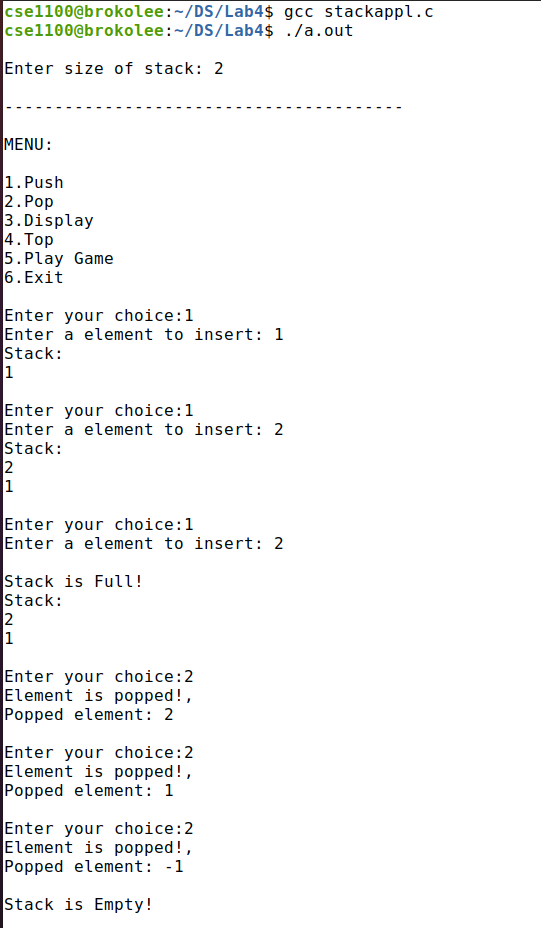 cse1100@brokolee:~/DS/Lab4$ gcc stackappl.c
cse1100@brokolee:~/DS/Lab4$ ./a.out
Enter size of stack: 2
----------------------------------------
MENU:
1.Push
2.Pop
3.Display
4.Top
5.Play Game
6.Exit
Enter your choice:1
Enter a element to insert: 1
Stack:
1
Enter your choice:1
Enter a element to insert: 2
Stack:
2
1
Enter your choice:1
Enter a element to insert: 2
Stack is Full!
Stack:
2
1
Enter your choice:2
Element is popped!,
Popped element: 2
Enter your choice:2
Element is popped!,
Popped element: 1
Enter your choice:2
Element is popped!,
Popped element: -1
Stack is Empty!